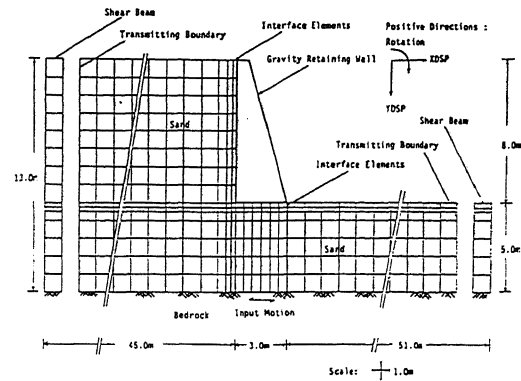 Shear Beam
Transmitting Boundary
Interface Elements
Gravity Retaining Wall
Positive Directions :
Rotation
XDSP
YDSP
Shear Beam
Transmitting Boundary
Interface Elements
Sand
13.0m
8.0m
Sand
5.0m
Bedrock
Input Motion
45.0m
3.0m
51.0m
Scale:
1.0m